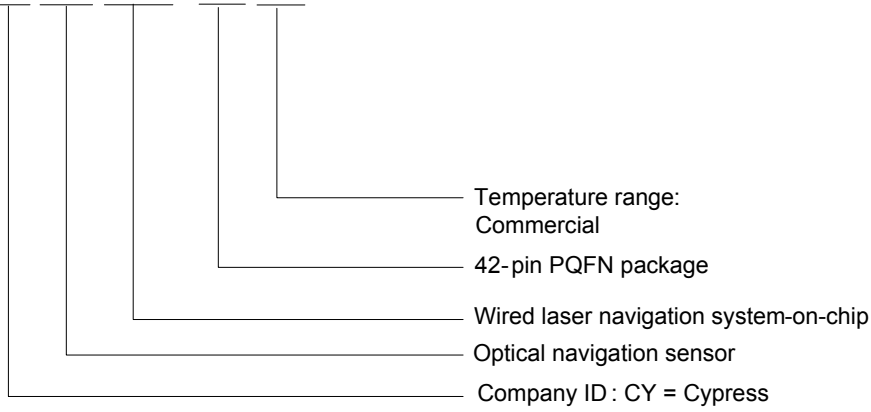 Temperature range:
Commercial
42-pin PQFN package
Wired laser navigation system-on-chip
Optical navigation sensor
Company ID : CY = Cypress